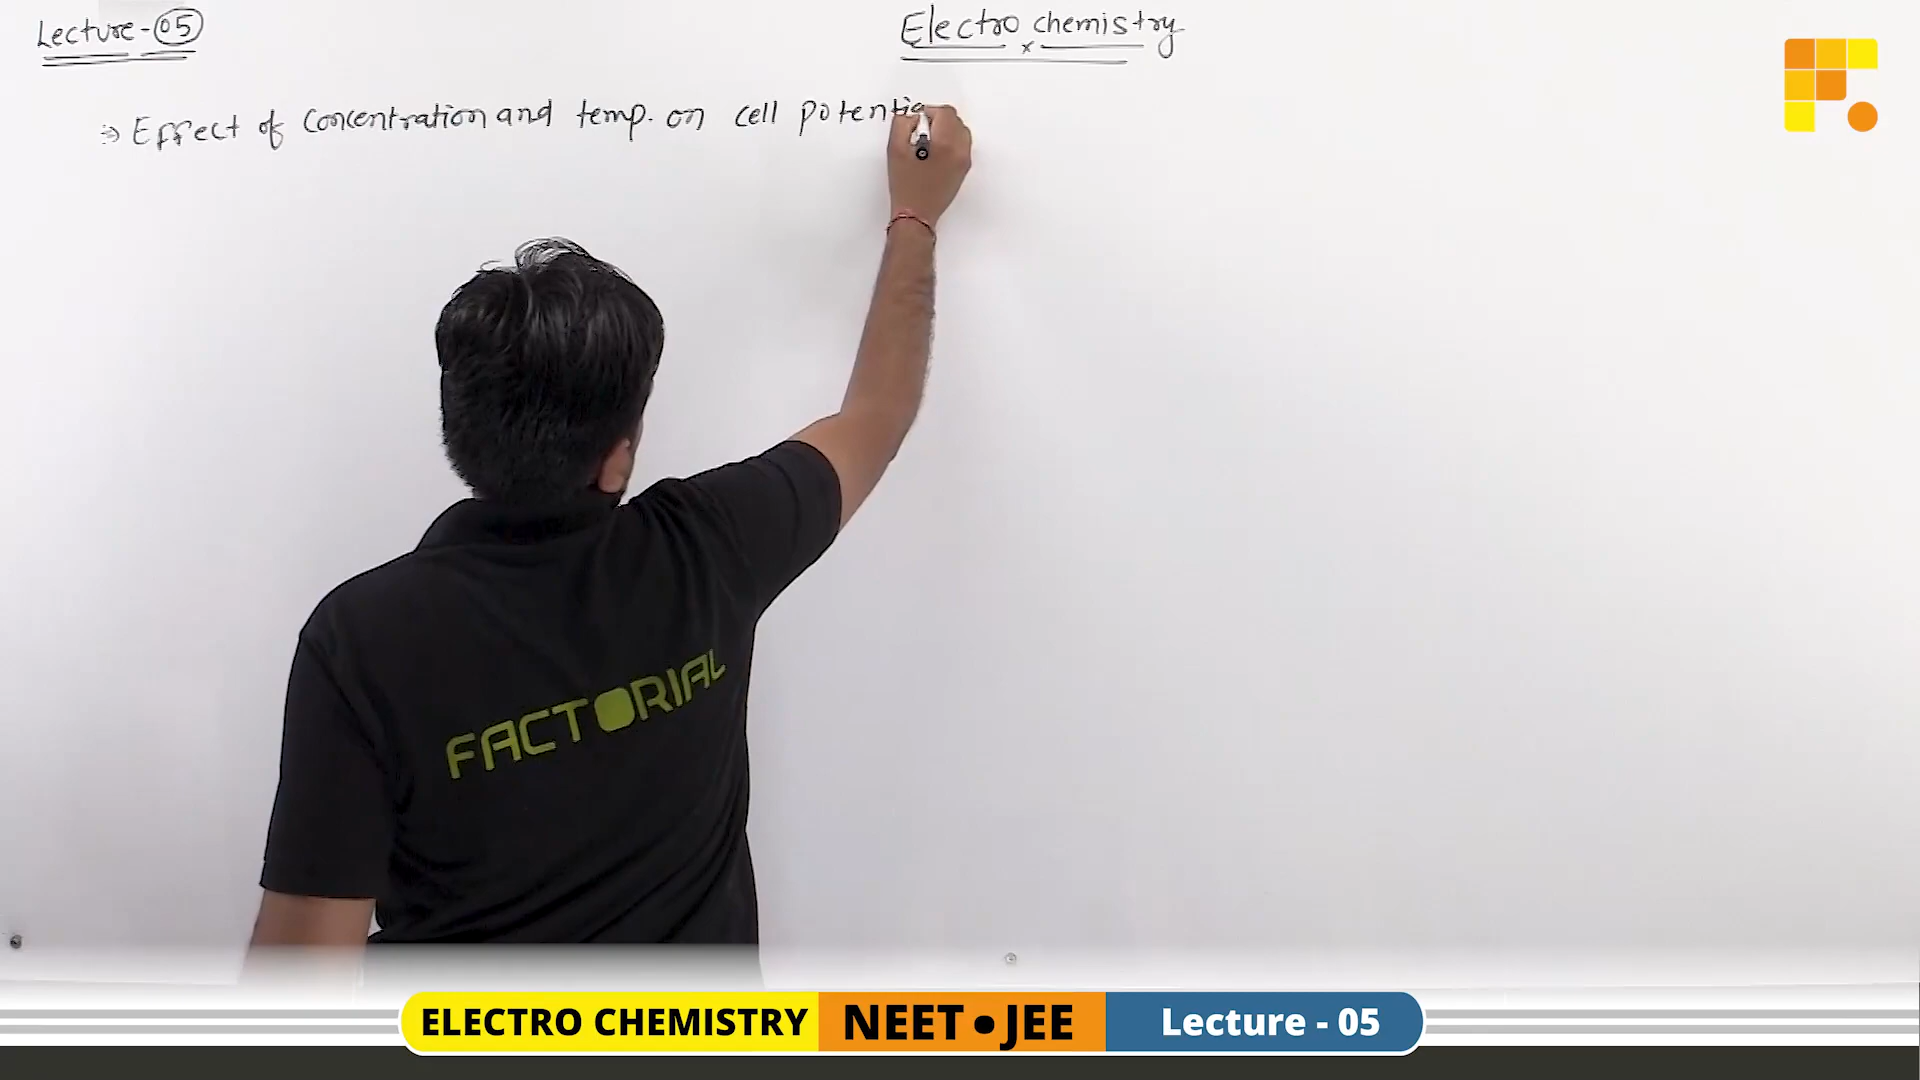 Lecture-05
Electro chemistry
⇒ Effect of Concentration and temp. on cell potentia
FACTORIAL
ELECTRO CHEMISTRY NEET • JEE Lecture - 05